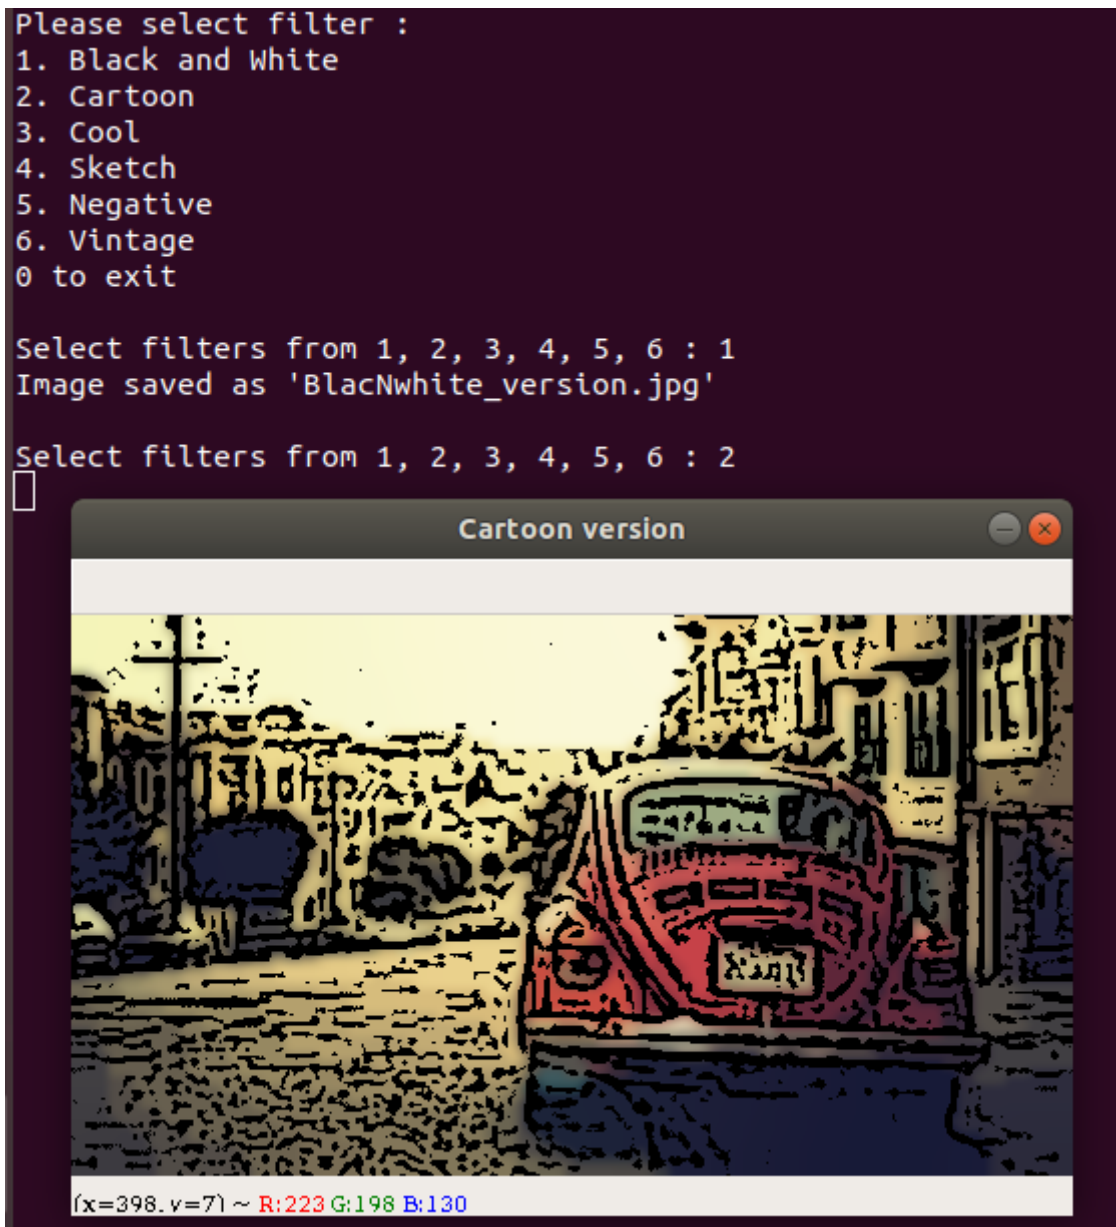 Please select filter :
1. Black and White
2. Cartoon
3. Cool
4. Sketch
5. Negative
6. Vintage
0 to exit
Select filters from 1, 2, 3, 4, 5, 6 : 1
Image saved as 'BlacNwhite_version.jpg'
Select filters from 1, 2, 3, 4, 5, 6 : 2
Cartoon version
(x=398, y=7) ~ R:223 G:198 B:130